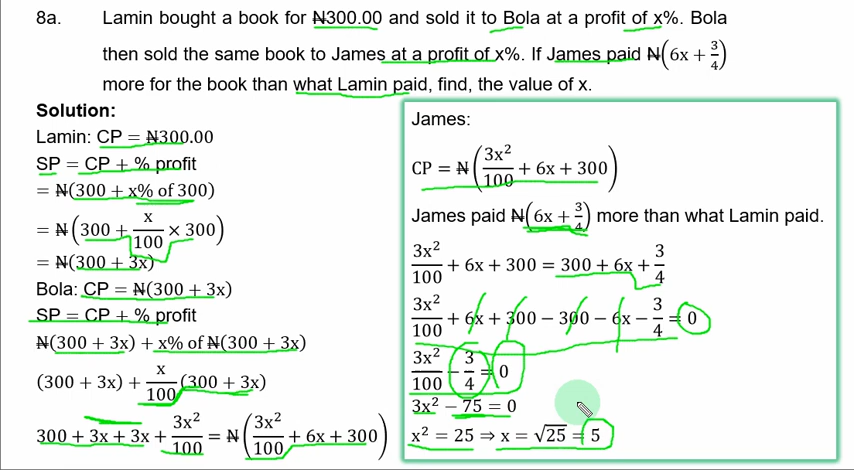 8a. Lamin bought a book for ₦300.00 and sold it to Bola at a profit of x%. Bola
then sold the same book to James at a profit of x%. If James paid ₦(6x + 3/4)
more for the book than what Lamin paid, find, the value of x.
Solution:
Lamin: CP = ₦300.00
SP = CP + % profit
= ₦(300 + x% of 300)
= ₦(300 + x/100 × 300)
= ₦(300 + 3x)
Bola: CP = ₦(300 + 3x)
SP = CP + % profit
₦(300 + 3x) + x% of ₦(300 + 3x)
(300 + 3x) + x/100 (300 + 3x)
300 + 3x + 3x + 3x²/100 = ₦(3x²/100 + 6x + 300)
James:
CP = ₦(3x²/100 + 6x + 300)
James paid ₦(6x + 3/4) more than what Lamin paid.
3x²/100 + 6x + 300 = 300 + 6x + 3/4
3x²/100 + 6x + 300 − 300 − 6x − 3/4 = 0
3x²/100 − 3/4 = 0
3x² − 75 = 0
x² = 25 ⇒ x = √25 = 5